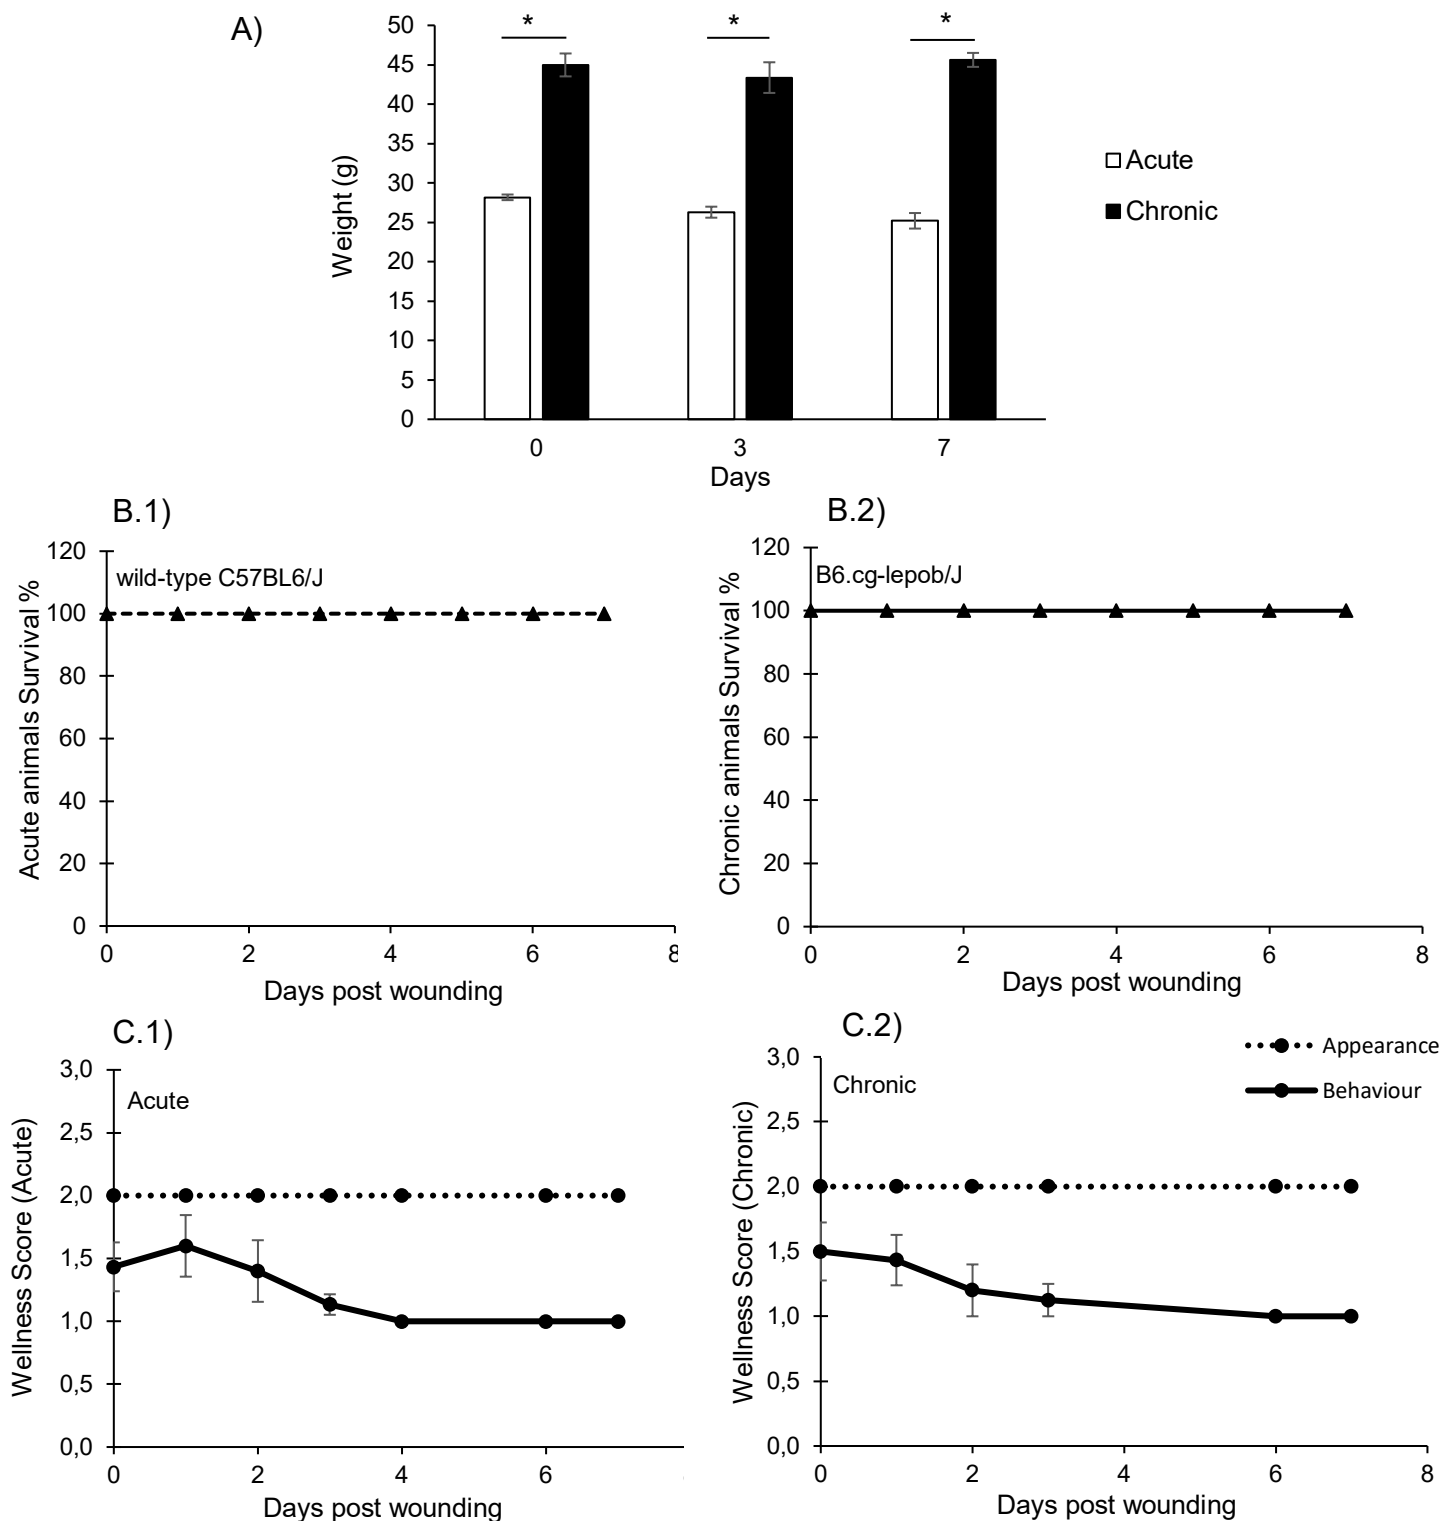 A)
50
45
40
35
30
25
20
15
10
5
0
Weight (g)
* * *
Acute
Chronic
0 3 7
Days
B.1)
120
100
80
60
40
20
0
Acute animals Survival %
wild-type C57BL6/J
0 2 4 6 8
Days post wounding
B.2)
120
100
80
60
40
20
0
Chronic animals Survival %
B6.cg-lepob/J
0 2 4 6 8
Days post wounding
C.1)
3,0
2,5
2,0
1,5
1,0
0,5
0,0
Wellness Score (Acute)
Acute
0 2 4 6
Days post wounding
C.2)
3,0
2,5
2,0
1,5
1,0
0,5
0,0
Wellness Score (Chronic)
Chronic
Appearance
Behaviour
0 2 4 6 8
Days post wounding